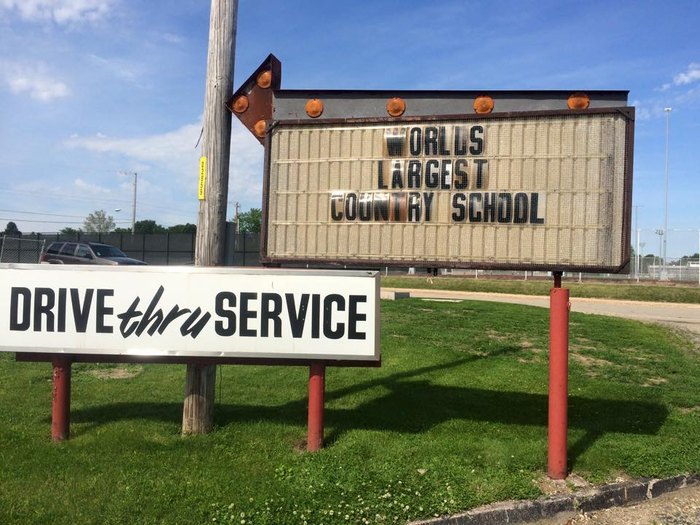 WORLDS
LARGEST
COUNTRY SCHOOL
DRIVE thru SERVICE